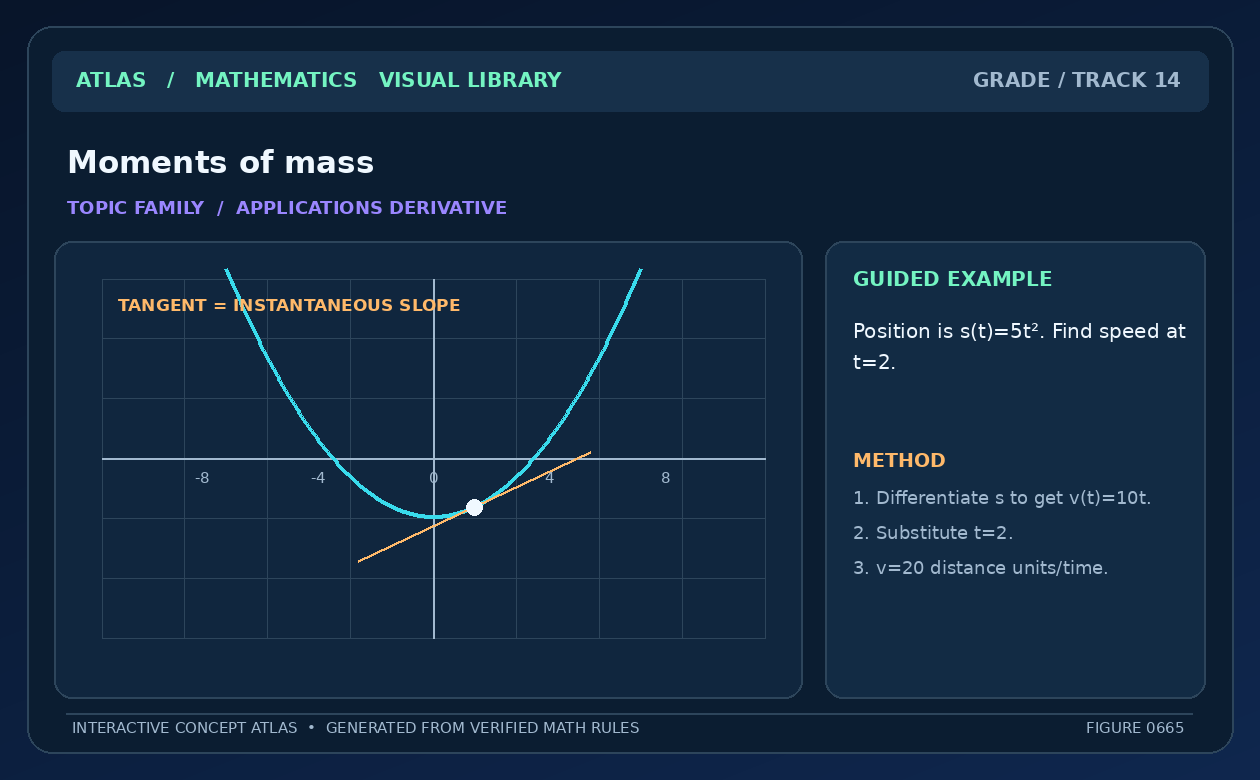 ATLAS / MATHEMATICS VISUAL LIBRARY
GRADE / TRACK 14
Moments of mass
TOPIC FAMILY / APPLICATIONS DERIVATIVE
TANGENT = INSTANTANEOUS SLOPE
-8 -4 0 4 8
GUIDED EXAMPLE
Position is s(t)=5t². Find speed at
t=2.
METHOD
1. Differentiate s to get v(t)=10t.
2. Substitute t=2.
3. v=20 distance units/time.
INTERACTIVE CONCEPT ATLAS • GENERATED FROM VERIFIED MATH RULES
FIGURE 0665